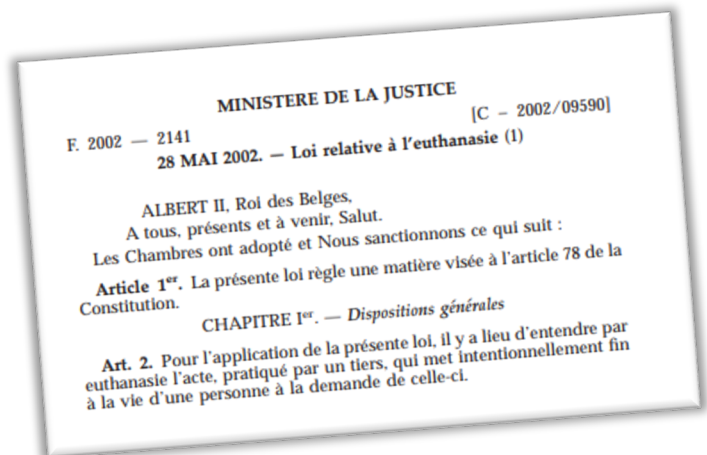 MINISTERE DE LA JUSTICE
F. 2002 — 2141
[C – 2002/09590]
28 MAI 2002. — Loi relative à l'euthanasie (1)
ALBERT II, Roi des Belges,
A tous, présents et à venir, Salut.
Les Chambres ont adopté et Nous sanctionnons ce qui suit :
Article 1er. La présente loi règle une matière visée à l'article 78 de la
Constitution.
CHAPITRE Ier. — Dispositions générales
Art. 2. Pour l'application de la présente loi, il y a lieu d'entendre par
euthanasie l'acte, pratiqué par un tiers, qui met intentionnellement fin
à la vie d'une personne à la demande de celle-ci.